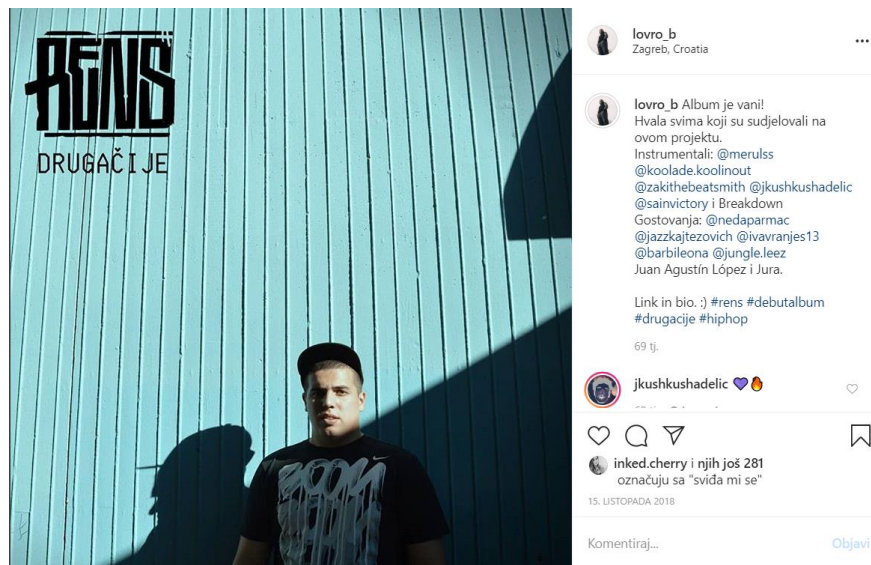 RENS
DRUGAČIJE
lovro_b
Zagreb, Croatia
lovro_b Album je vani!
Hvala svima koji su sudjelovali na
ovom projektu.
Instrumentali: @merulss
@koolade.koolinout
@zakithebeatsmith @jkushkushadelic
@sainvictory i Breakdown
Gostovanja: @nedaparmac
@jazzkajtezovich @ivavranjes13
@barbileona @jungle.leez
Juan Agustín López i Jura.
Link in bio. :) #rens #debutalbum
#drugacije #hiphop
69 tj.
jkushkushadelic 💜🔥
inked.cherry i njih još 281
označuju sa "sviđa mi se"
15. LISTOPADA 2018
Komentiraj...
Objavi